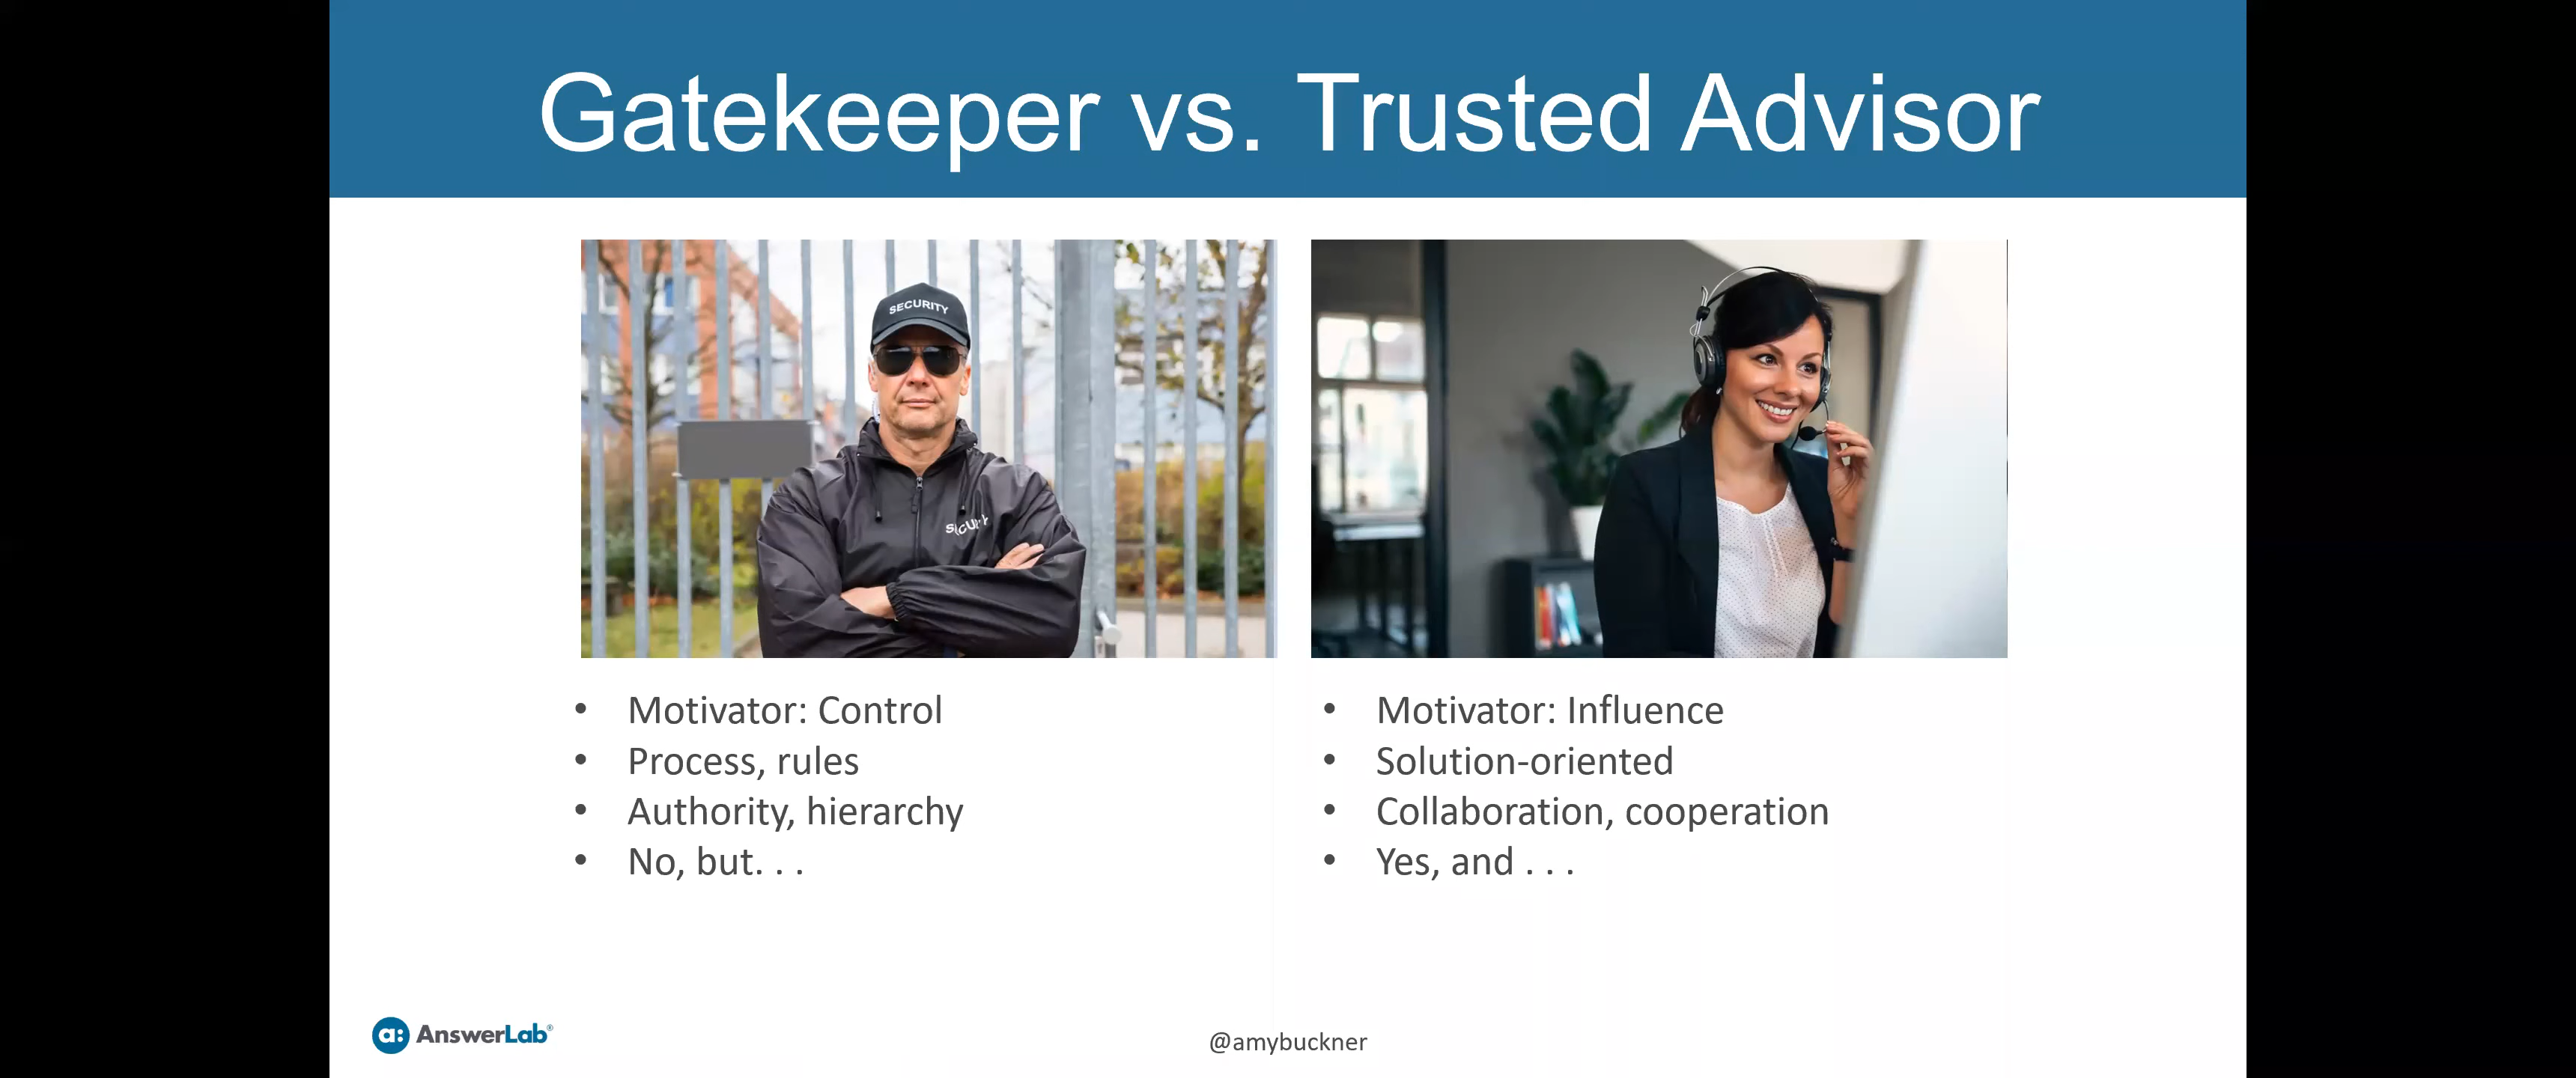 Gatekeeper vs. Trusted Advisor
SECURITY
• Motivator: Control
• Process, rules
• Authority, hierarchy
• No, but. . .
• Motivator: Influence
• Solution-oriented
• Collaboration, cooperation
• Yes, and . . .
a: AnswerLab®
@amybuckner